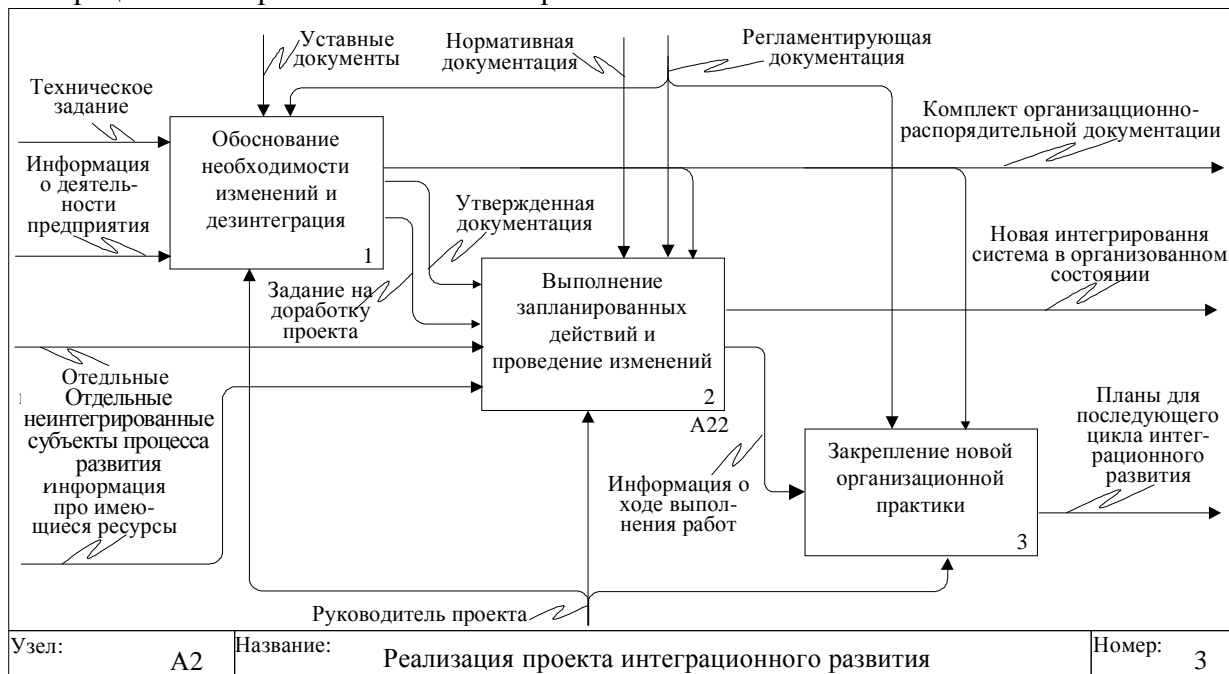 Уставные
документы
Нормативная
документация
Регламентирующая
документация
Техническое
задание
Комплект организацционно-
распорядительной документации
Обоснование
необходимости
изменений и
дезинтеграция
1
Информация
о деятель-
ности
предприятия
Утвержденная
документация
Новая интегрировання
система в организованном
состоянии
Задание на
доработку
проекта
Выполнение
запланированных
действий и
проведение изменений
2
А22
Отедльные
Отдельные
неинтегрированные
субъекты процесса
развития
Информация
про имею-
щиеся ресурсы
Планы для
последующего
цикла интег-
рационного
развития
Закрепление новой
организационной
практики
3
Информация о
ходе выпол-
нения работ
Руководитель проекта
Узел:
А2
Название:
Реализация проекта интеграционного развития
Номер:
3